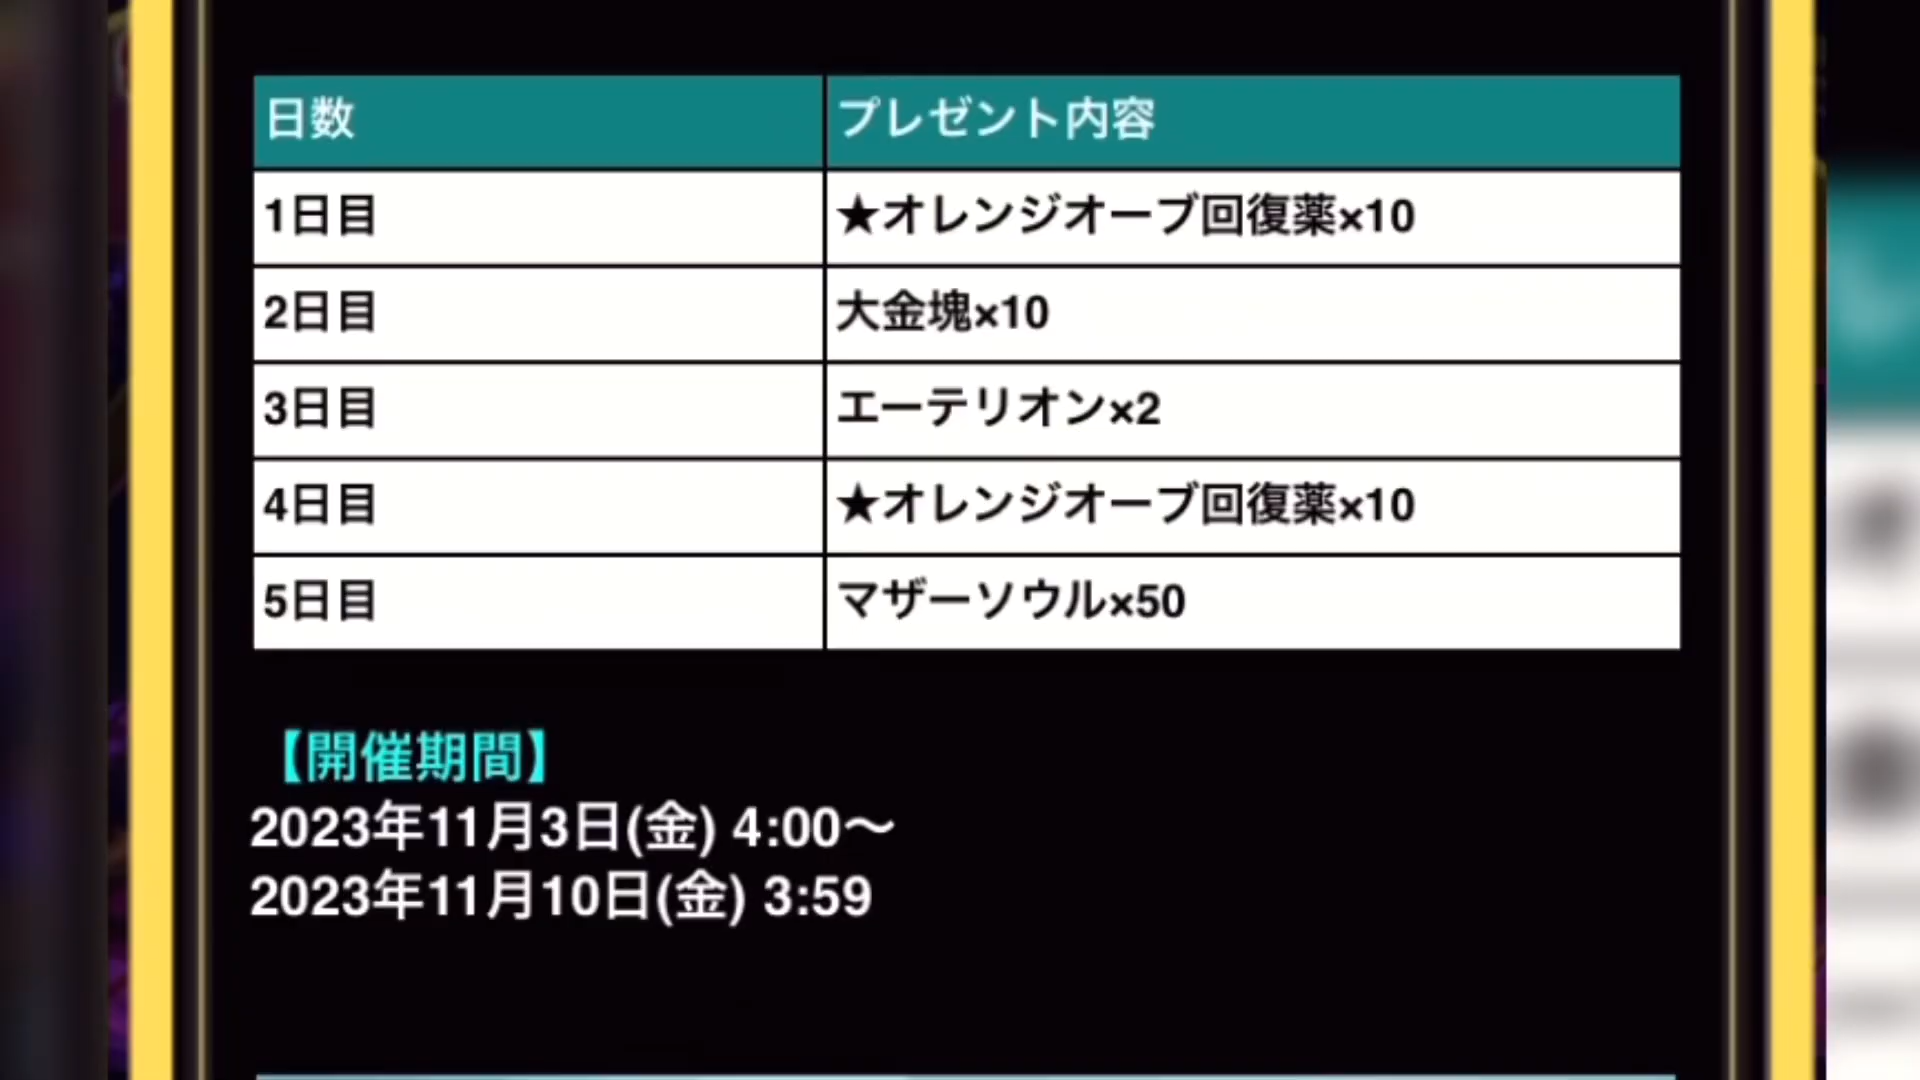 日数 プレゼント内容
1日目 ★オレンジオーブ回復薬×10
2日目 大金塊×10
3日目 エーテリオン×2
4日目 ★オレンジオーブ回復薬×10
5日目 マザーソウル×50
【開催期間】
2023年11月3日(金) 4:00〜
2023年11月10日(金) 3:59